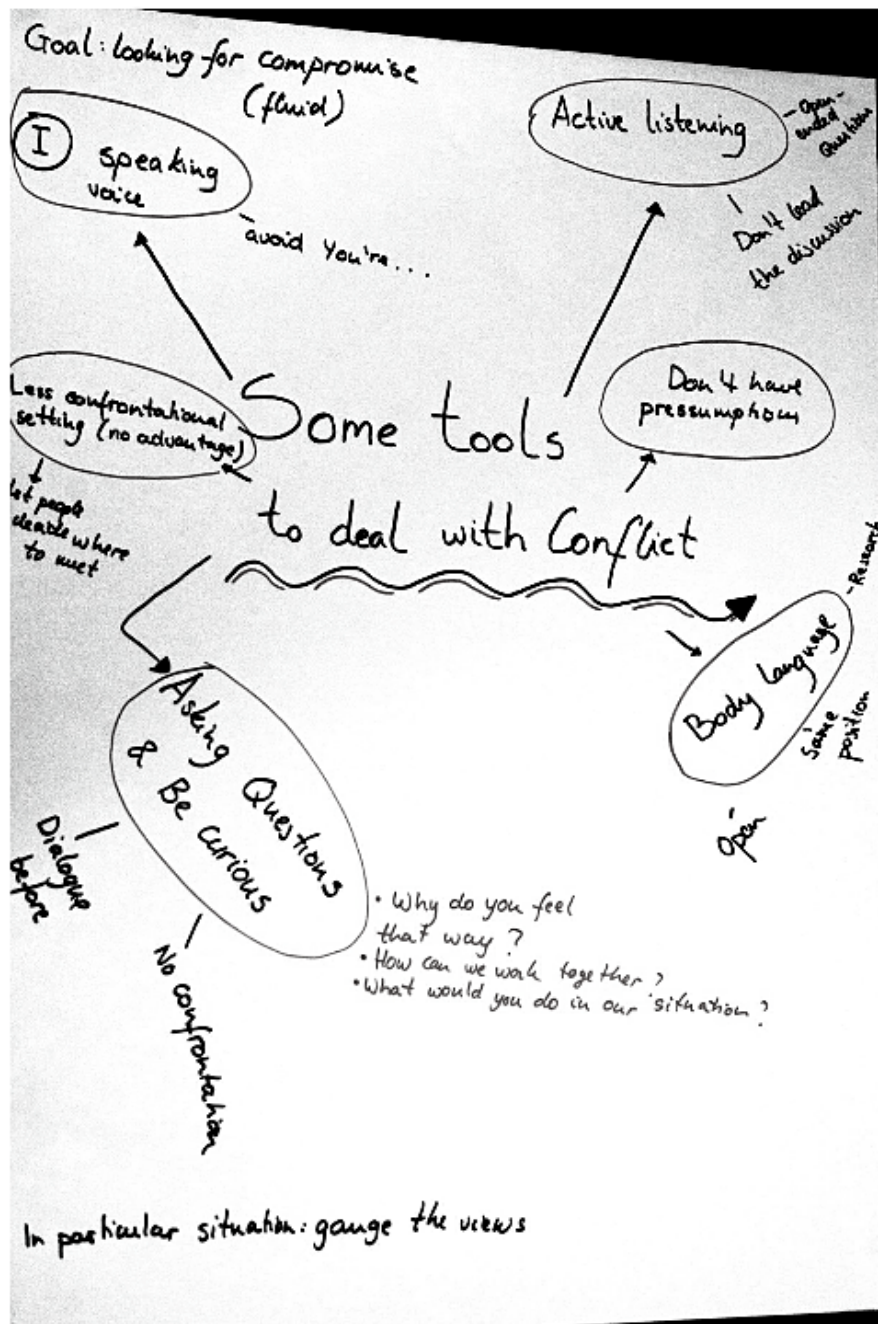 Goal: looking for compromise
(fluid)
I speaking
voice
- avoid You're...
Active listening
- Open-
ended
Questions
Don't lead
the discussion
Less confrontational
setting (no advantage)
let people
decide where
to meet
Don't have
pressumptions
Some tools
to deal with Conflict
Body language
- Research
same
position
Open
Asking Questions
& Be curious
Dialogue
before
No confrontation
• Why do you feel
that way?
• How can we work together?
• What would you do in our situation?
In particular situation: gauge the views